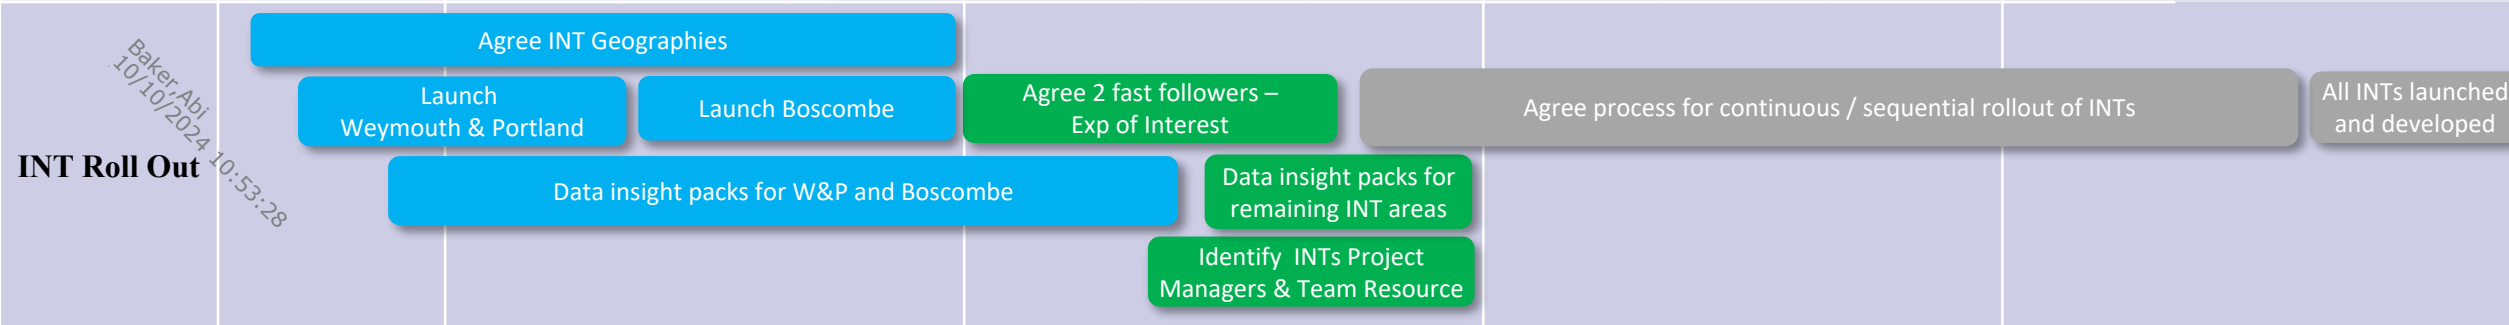 Agree INT Geographies
Launch
Weymouth & Portland
Launch Boscombe
Agree 2 fast followers –
Exp of Interest
Agree process for continuous / sequential rollout of INTs
All INTs launched
and developed
INT Roll Out
Data insight packs for W&P and Boscombe
Data insight packs for
remaining INT areas
Identify INTs Project
Managers & Team Resource
Baker,Abi
10/10/2024 10:53:28